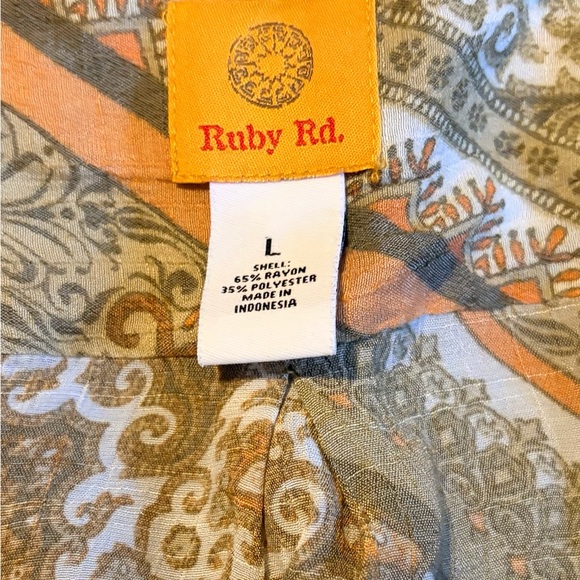 Ruby Rd.
L
SHELL:
65% RAYON
35% POLYESTER
MADE IN
INDONESIA